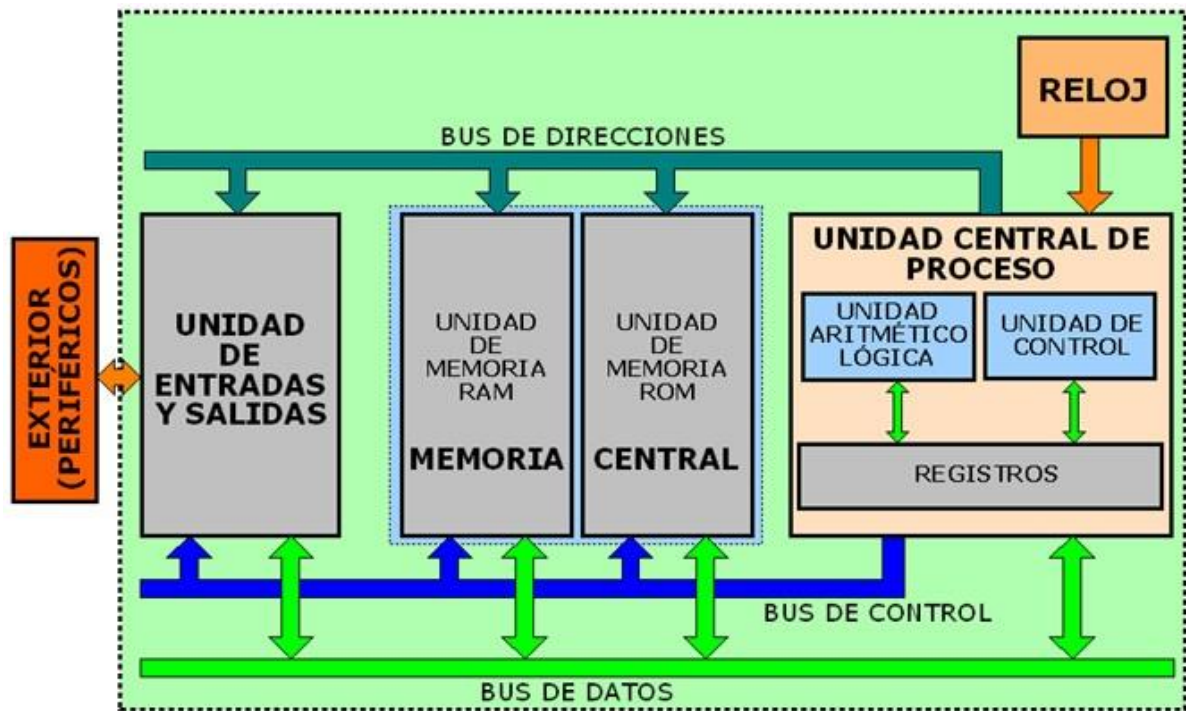 RELOJ
BUS DE DIRECCIONES
EXTERIOR
(PERIFÉRICOS)
UNIDAD
DE
ENTRADAS
Y SALIDAS
UNIDAD
DE
MEMORIA
RAM
MEMORIA
UNIDAD
DE
MEMORIA
ROM
CENTRAL
UNIDAD CENTRAL DE
PROCESO
UNIDAD
ARITMÉTICO
LÓGICA
UNIDAD DE
CONTROL
REGISTROS
BUS DE CONTROL
BUS DE DATOS